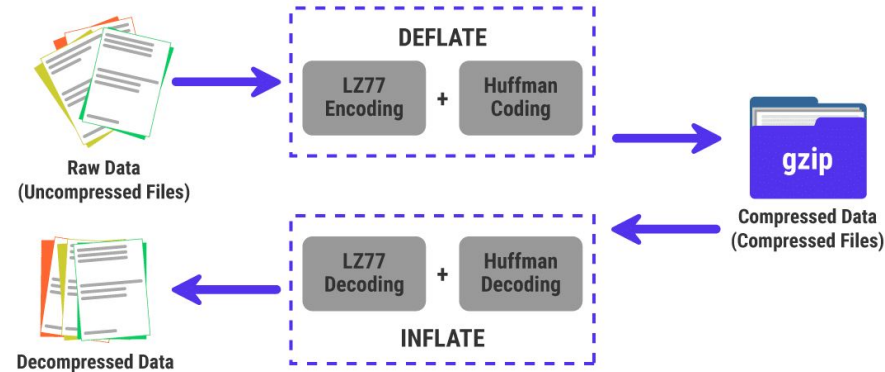 DEFLATE
LZ77
Encoding
+
Huffman
Coding
Raw Data
(Uncompressed Files)
gzip
Compressed Data
(Compressed Files)
LZ77
Decoding
+
Huffman
Decoding
INFLATE
Decompressed Data